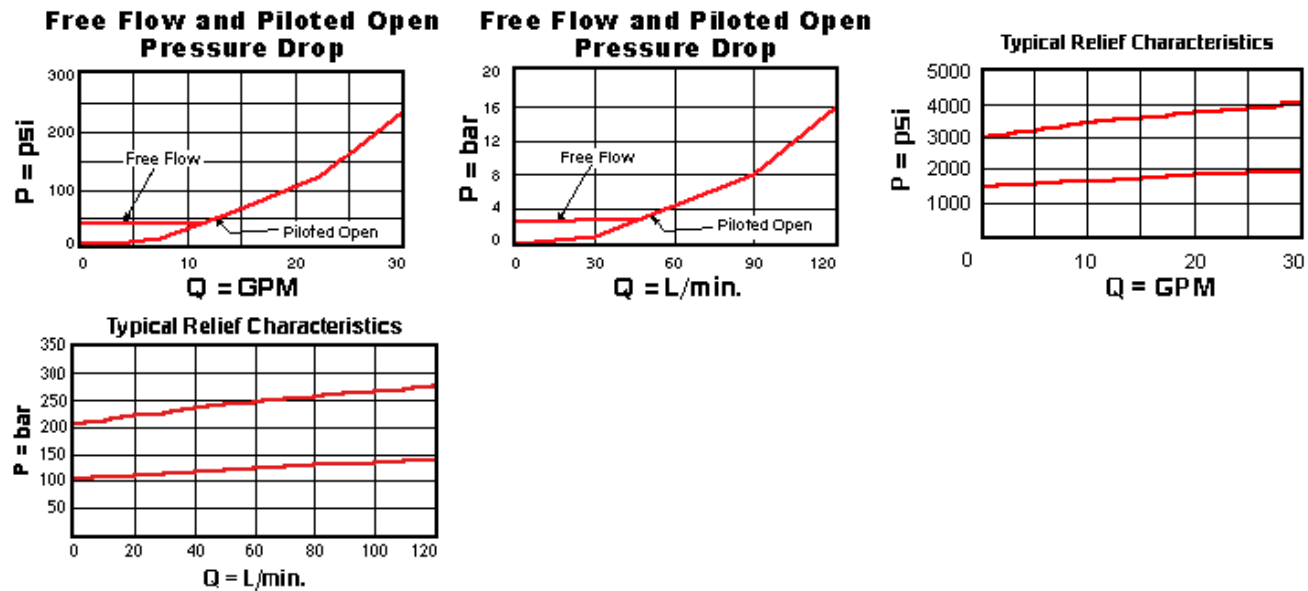 Free Flow and Piloted Open
Pressure Drop
300
200
100
0
P = psi
Free Flow
Piloted Open
0 10 20 30
Q = GPM
Free Flow and Piloted Open
Pressure Drop
20
16
12
8
4
0
P = bar
Free Flow
Piloted Open
0 30 60 90 120
Q = L/min.
Typical Relief Characteristics
5000
4000
3000
2000
1000
P = psi
0 10 20 30
Q = GPM
Typical Relief Characteristics
350
300
250
200
150
100
50
P = bar
0 20 40 60 80 100 120
Q = L/min.